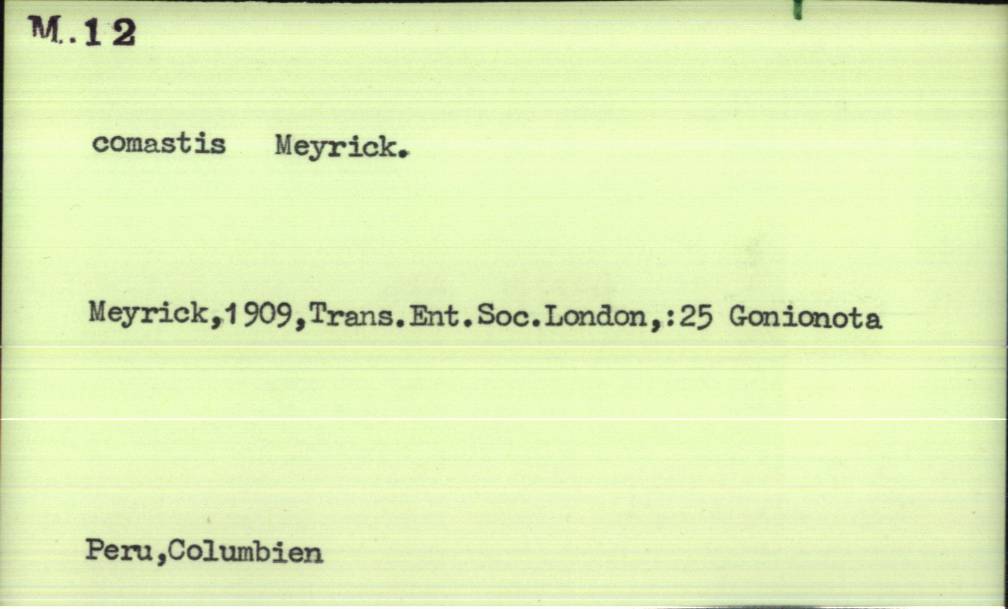 M.12
comastis Meyrick.
Meyrick,1909,Trans.Ent.Soc.London,:25 Gonionota
Peru,Columbien